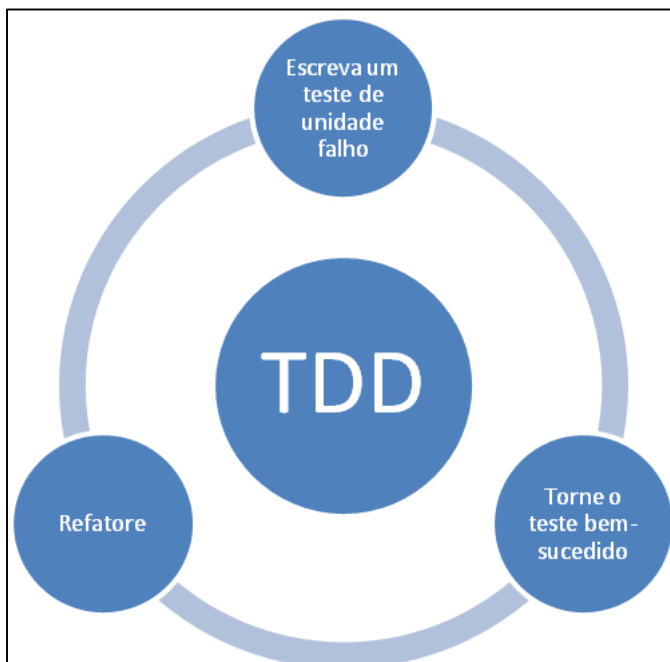 Escreva um
teste de
unidade
falho
TDD
Refatore
Torne o
teste bem-
sucedido